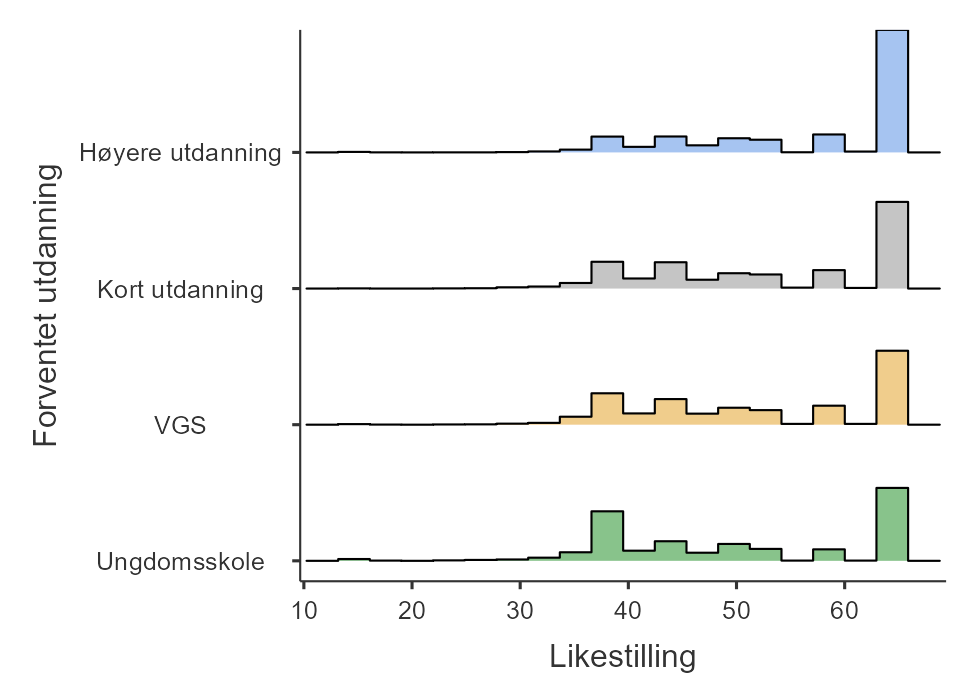 Forventet utdanning
Høyere utdanning
Kort utdanning
VGS
Ungdomsskole
10 20 30 40 50 60
Likestilling